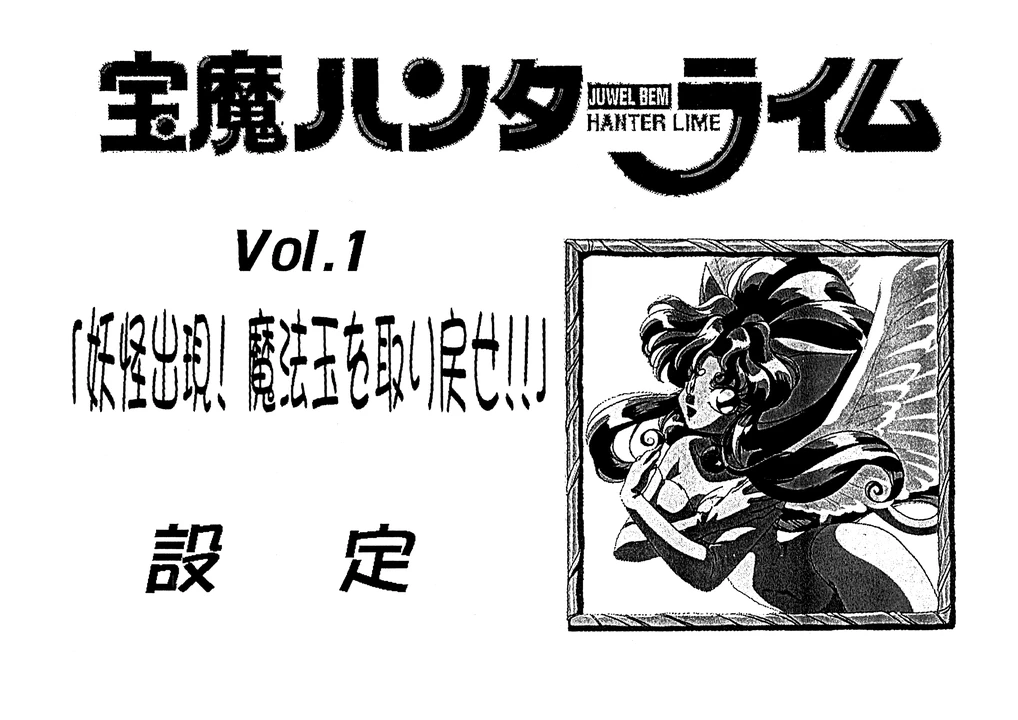 宝魔ハンターライム
JUWEL BEM
HANTER LIME
Vol.1
「妖怪出現! 魔法玉を取り戻せ!!」
設 定